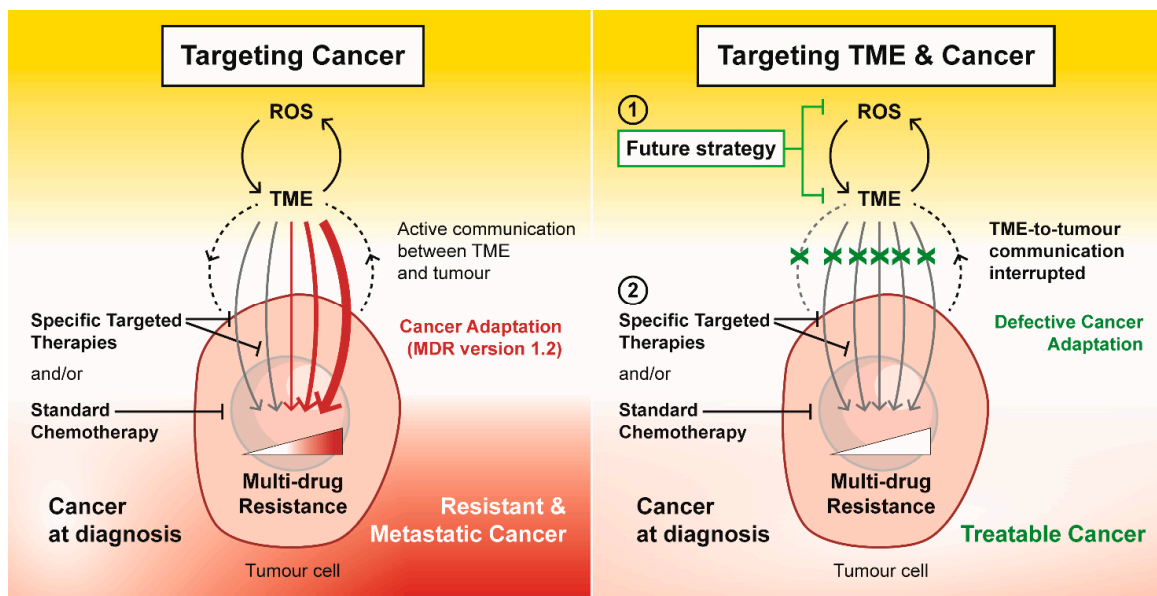 Targeting Cancer
ROS
TME
Active communication
between TME
and tumour
Specific Targeted
Therapies
and/or
Standard
Chemotherapy
Cancer Adaptation
(MDR version 1.2)
Multi-drug
Resistance
Cancer
at diagnosis
Resistant &
Metastatic Cancer
Tumour cell
Targeting TME & Cancer
1
Future strategy
ROS
TME
TME-to-tumour
communication
interrupted
2
Specific Targeted
Therapies
and/or
Standard
Chemotherapy
Defective Cancer
Adaptation
Multi-drug
Resistance
Cancer
at diagnosis
Treatable Cancer
Tumour cell